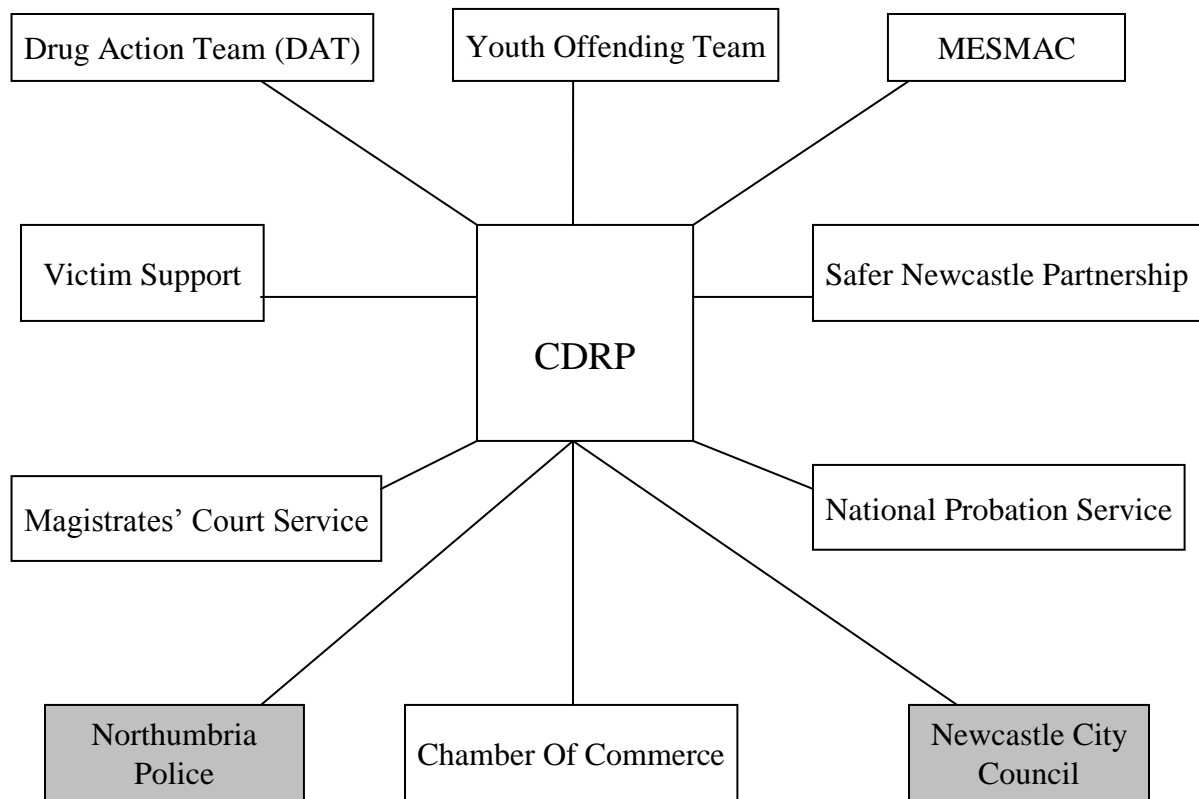 Drug Action Team (DAT)
Youth Offending Team
MESMAC
Victim Support
Safer Newcastle Partnership
CDRP
Magistrates’ Court Service
National Probation Service
Northumbria
Police
Chamber Of Commerce
Newcastle City
Council